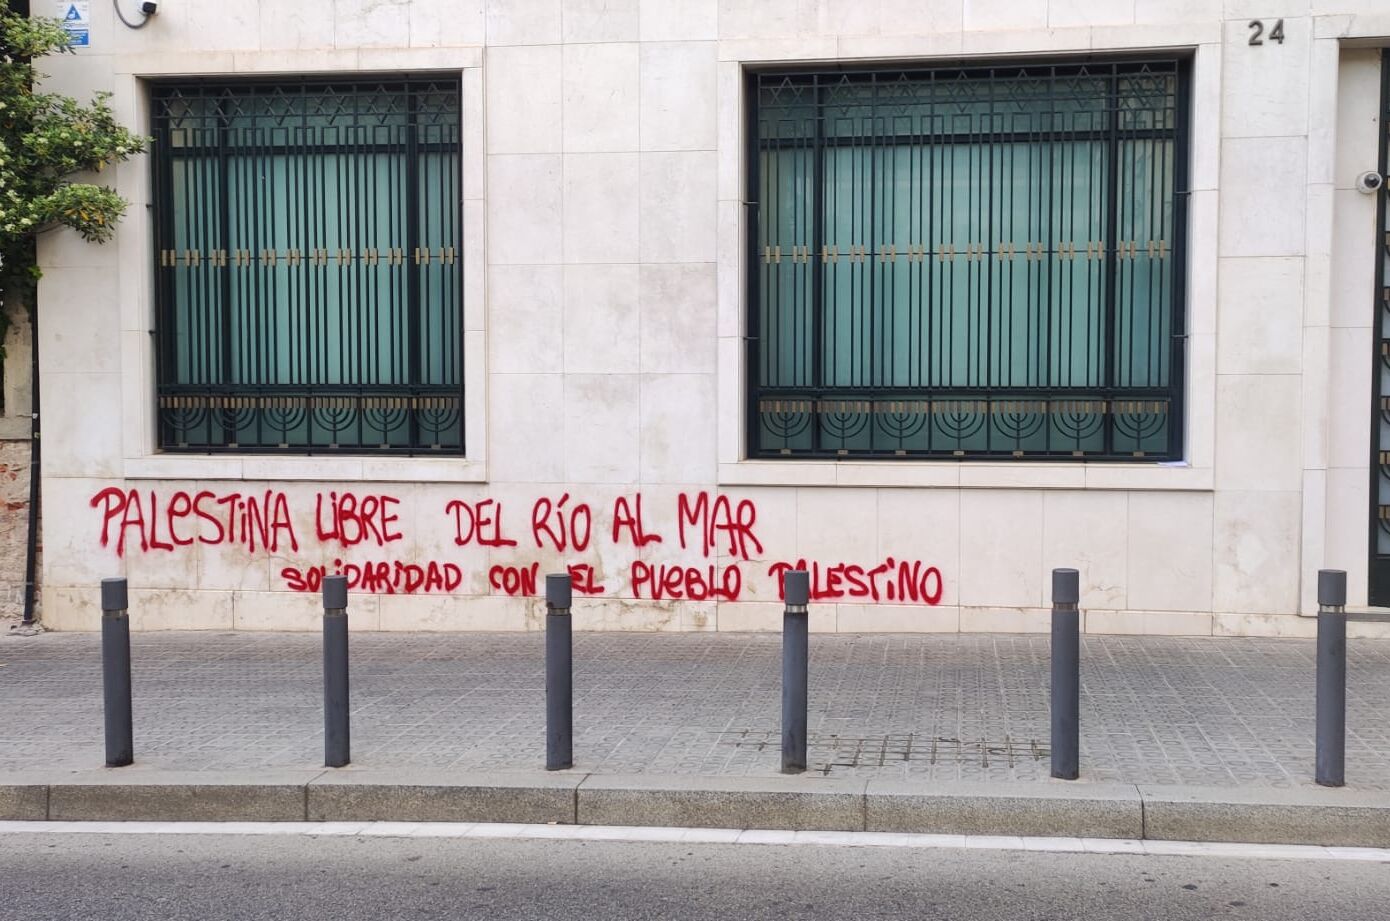 24
PALESTINA LIBRE DEL RÍO AL MAR
SOLIDARIDAD CON EL PUEBLO PALESTINO